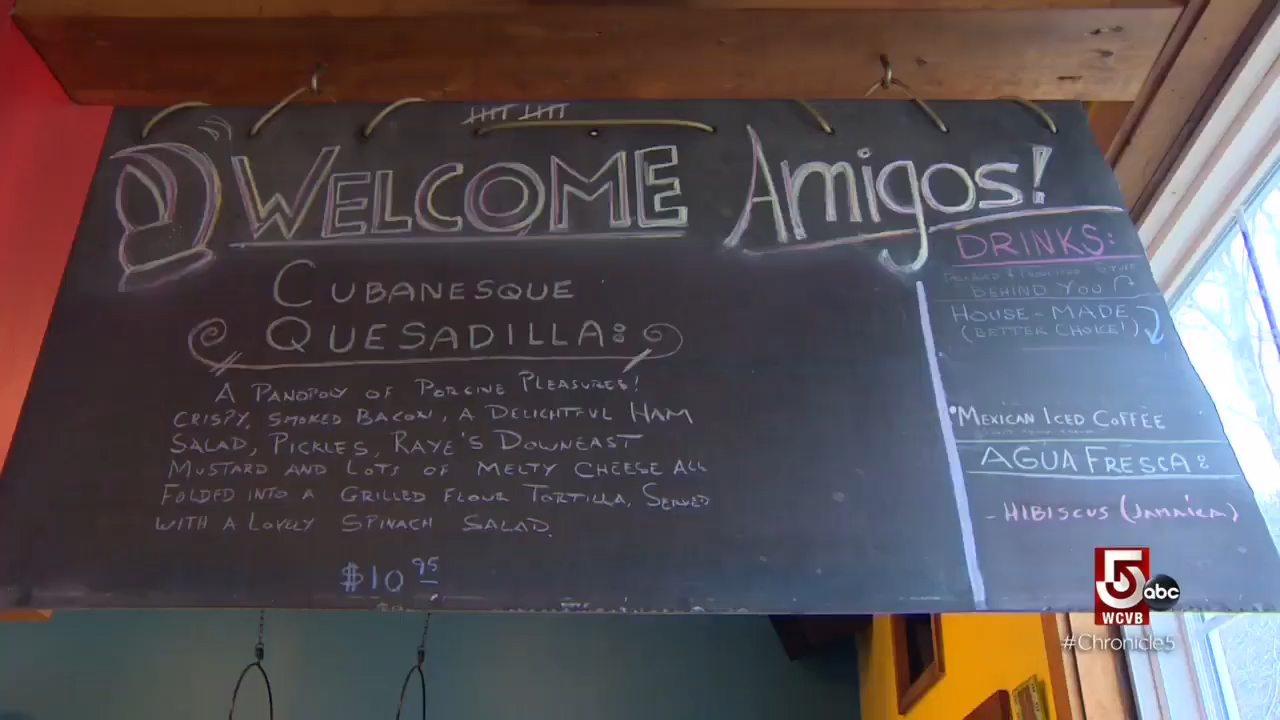 WELCOME Amigos!
CUBANESQUE
QUESADILLA:
A PANOPOLY OF PORCINE PLEASURES!
CRISPY, SMOKED BACON, A DELIGHTFUL HAM
SALAD, PICKLES, RAYE'S DOWNEAST
MUSTARD AND LOTS OF MELTY CHEESE ALL
FOLDED INTO A GRILLED FLOUR TORTILLA, SERVED
WITH A LOVELY SPINACH SALAD.
$10 95
DRINKS:
BEHIND YOU
HOUSE-MADE
(BETTER CHOICE!)
•MEXICAN ICED COFFEE
AGUA FRESCA:
- HIBISCUS (JAMAICA)
5 abc
WCVB
#Chronicle5